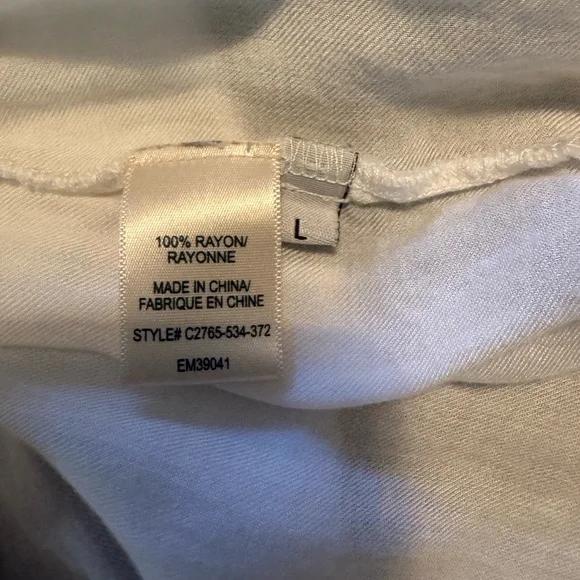 100% RAYON/
RAYONNE
MADE IN CHINA/
FABRIQUE EN CHINE
STYLE# C2765-534-372
EM39041
L